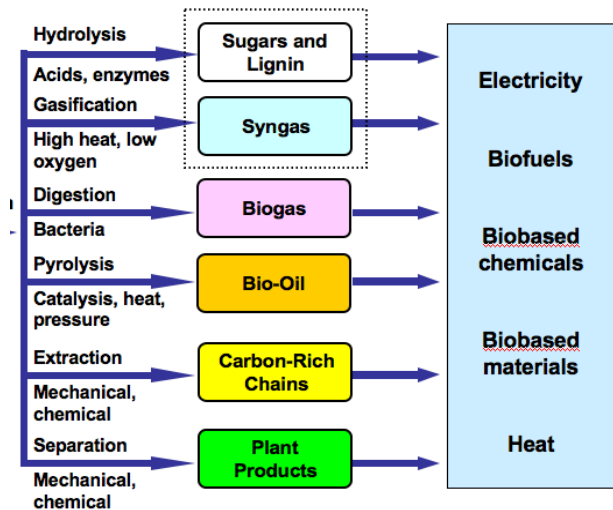 Hydrolysis
Acids, enzymes
Sugars and
Lignin
Gasification
High heat, low
oxygen
Syngas
Digestion
Bacteria
Biogas
Pyrolysis
Catalysis, heat,
pressure
Bio-Oil
Extraction
Mechanical,
chemical
Carbon-Rich
Chains
Separation
Mechanical,
chemical
Plant
Products
Electricity
Biofuels
Biobased
chemicals
Biobased
materials
Heat